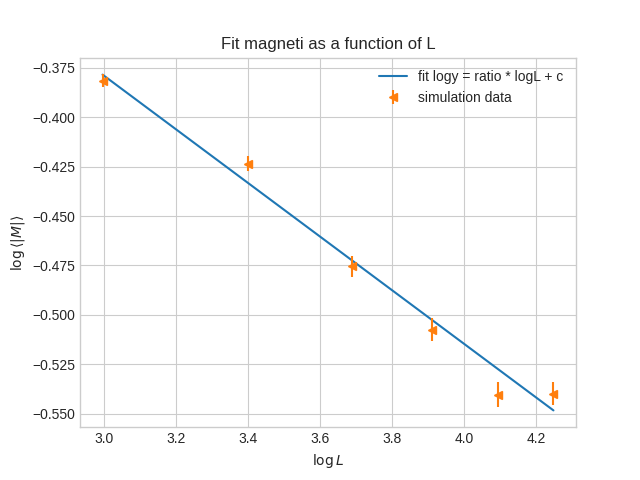 Fit magneti as a function of L
fit logy = ratio * logL + c
simulation data
−0.375
−0.400
−0.425
−0.450
−0.475
−0.500
−0.525
−0.550
log⟨|M|⟩
3.0 3.2 3.4 3.6 3.8 4.0 4.2
log L